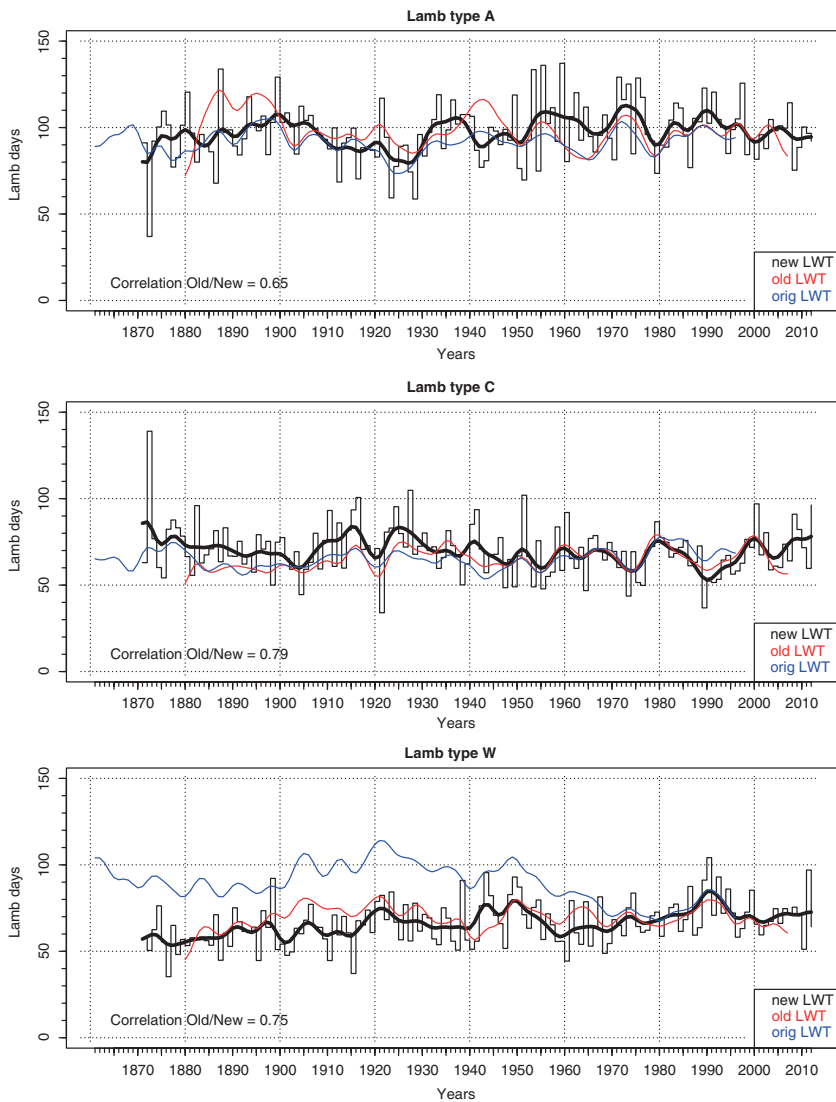 Lamb type A
150
100
50
0
Lamb days
Correlation Old/New = 0.65
new LWT
old LWT
orig LWT
1870 1880 1890 1900 1910 1920 1930 1940 1950 1960 1970 1980 1990 2000 2010
Years
Lamb type C
150
100
50
0
Lamb days
Correlation Old/New = 0.79
new LWT
old LWT
orig LWT
1870 1880 1890 1900 1910 1920 1930 1940 1950 1960 1970 1980 1990 2000 2010
Years
Lamb type W
150
100
50
0
Lamb days
Correlation Old/New = 0.75
new LWT
old LWT
orig LWT
1870 1880 1890 1900 1910 1920 1930 1940 1950 1960 1970 1980 1990 2000 2010
Years